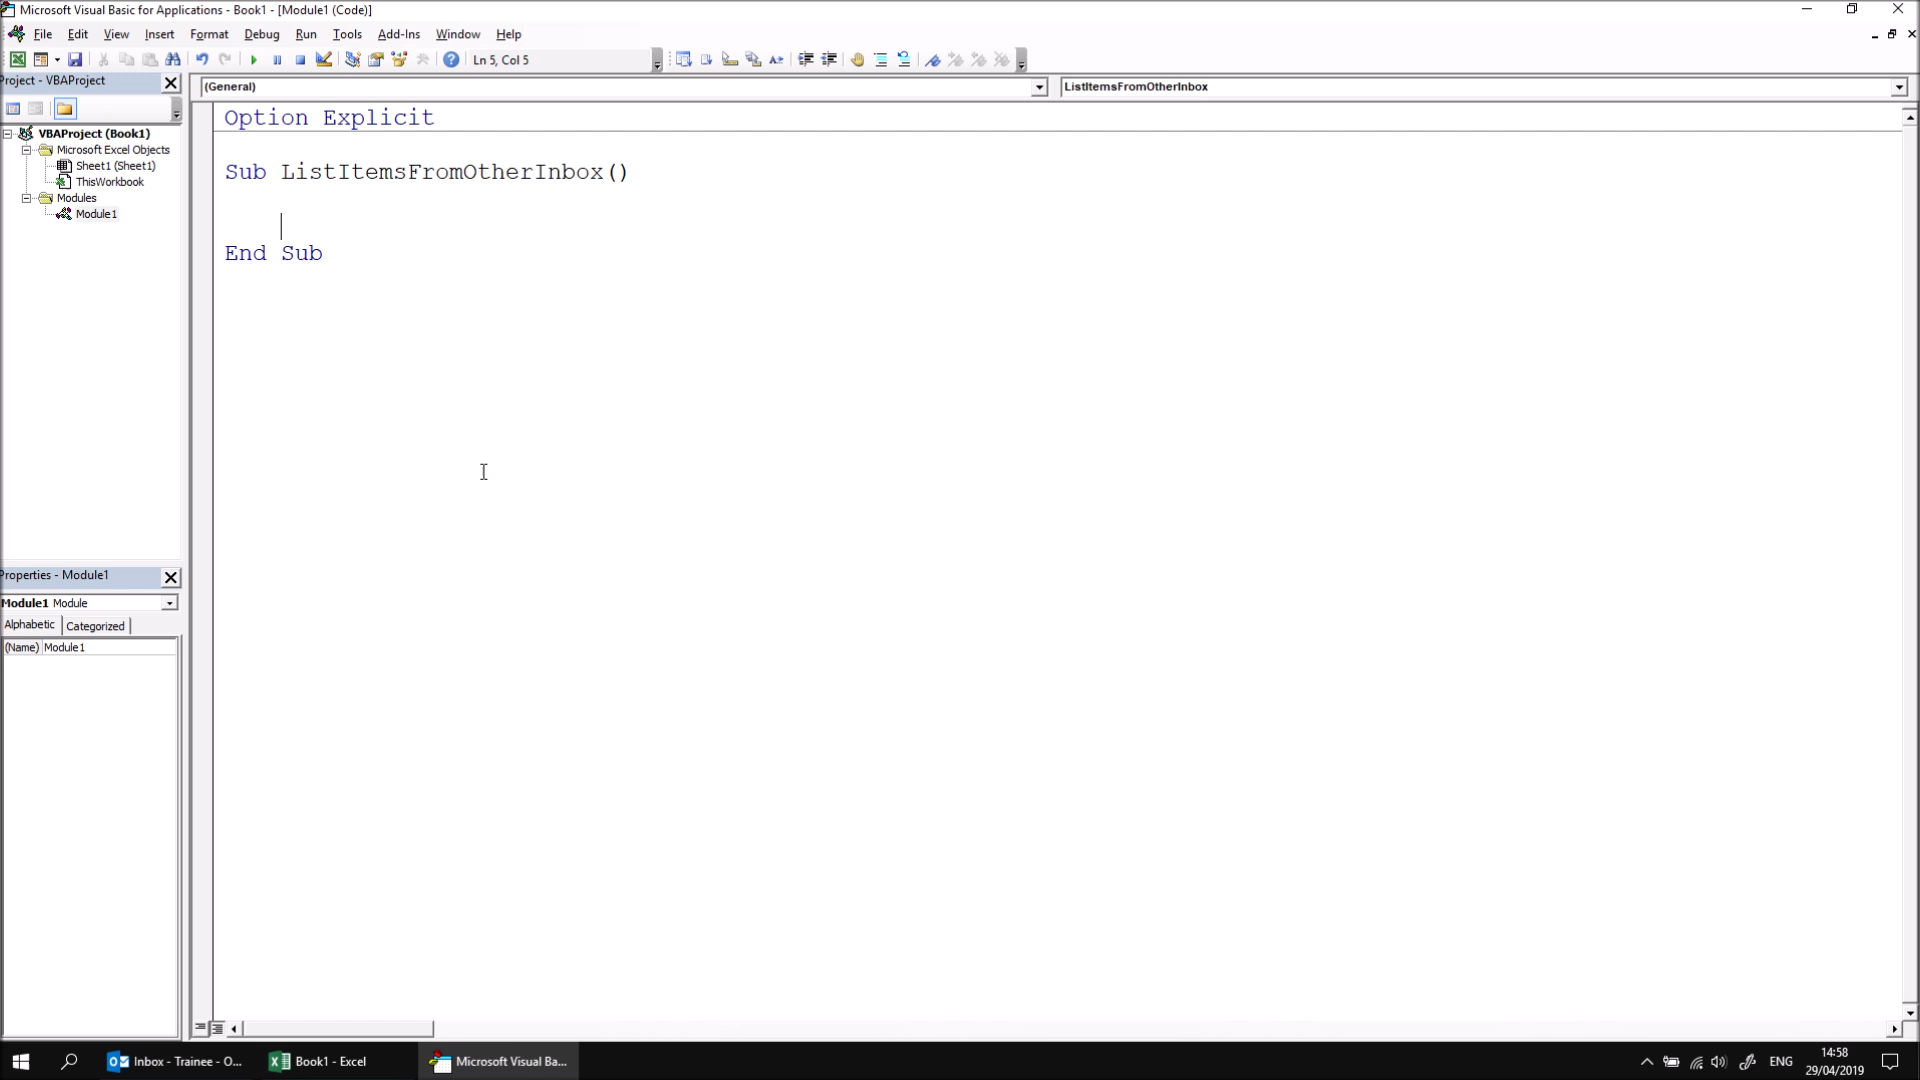 Microsoft Visual Basic for Applications - Book1 - [Module1 (Code)]
File Edit View Insert Format Debug Run Tools Add-Ins Window Help
Ln 5, Col 5
Project - VBAProject
(General)
ListItemsFromOtherInbox
VBAProject (Book1)
Microsoft Excel Objects
Sheet1 (Sheet1)
ThisWorkbook
Modules
Module1
Option Explicit
Sub ListItemsFromOtherInbox()
End Sub
Properties - Module1
Module1 Module
Alphabetic Categorized
(Name) Module1
Inbox - Trainee - O...
Book1 - Excel
Microsoft Visual Ba...
ENG
14:58
29/04/2019